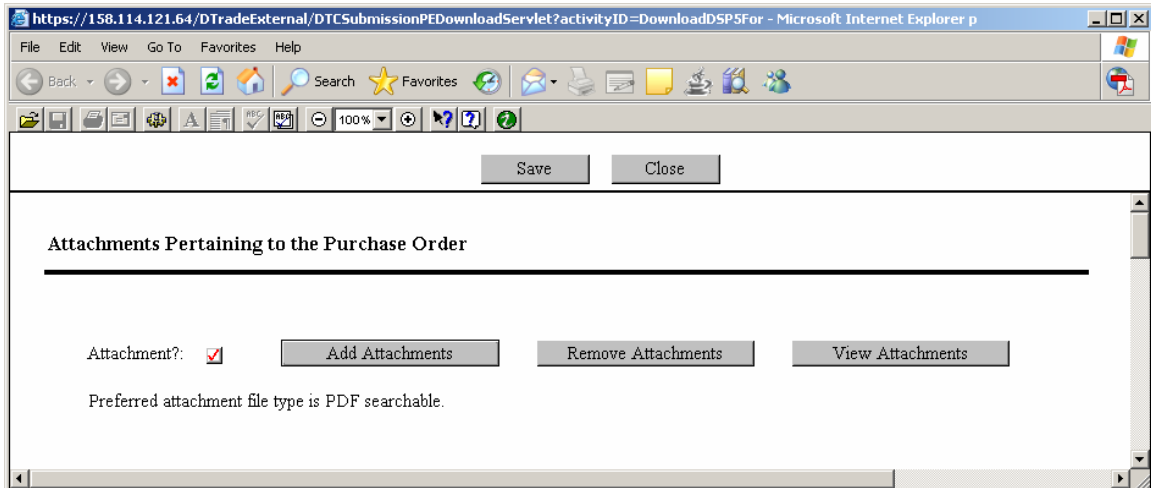 https://158.114.121.64/DTradeExternal/DTCSubmissionPEDownloadServlet?activityID=DownloadDSP5For - Microsoft Internet Explorer p
File Edit View Go To Favorites Help
Back Search Favorites
ABC ABC 100%
Save Close
Attachments Pertaining to the Purchase Order
Attachment?: Add Attachments Remove Attachments View Attachments
Preferred attachment file type is PDF searchable.